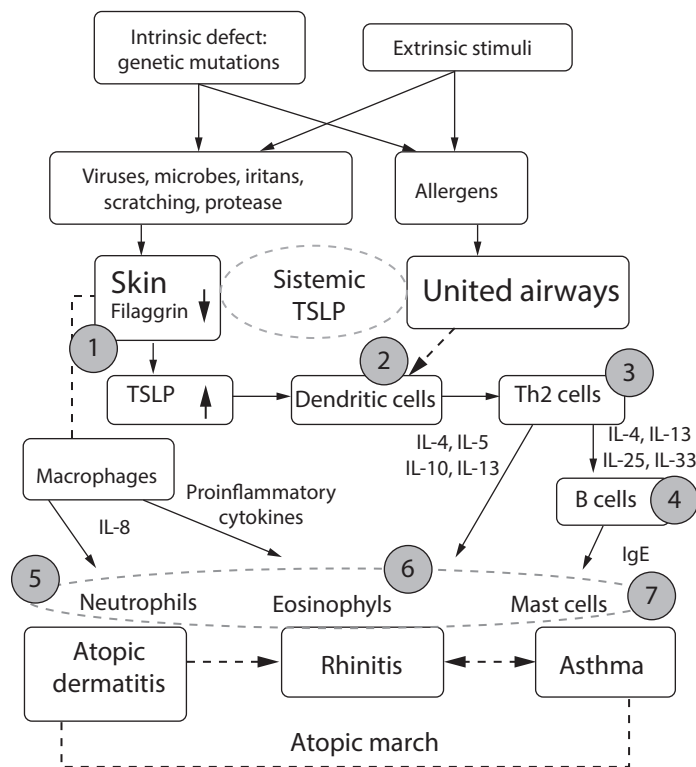 Intrinsic defect:
genetic mutations
Extrinsic stimuli
Viruses, microbes, iritans,
scratching, protease
Allergens
Skin
Filaggrin
Sistemic
TSLP
United airways
1
2
3
TSLP
Dendritic cells
Th2 cells
IL-4, IL-5
IL-10, IL-13
IL-4, IL-13
IL-25, IL-33
Macrophages
Proinflammatory
cytokines
B cells
4
IL-8
IgE
5
6
7
Neutrophils
Eosinophyls
Mast cells
Atopic
dermatitis
Rhinitis
Asthma
Atopic march